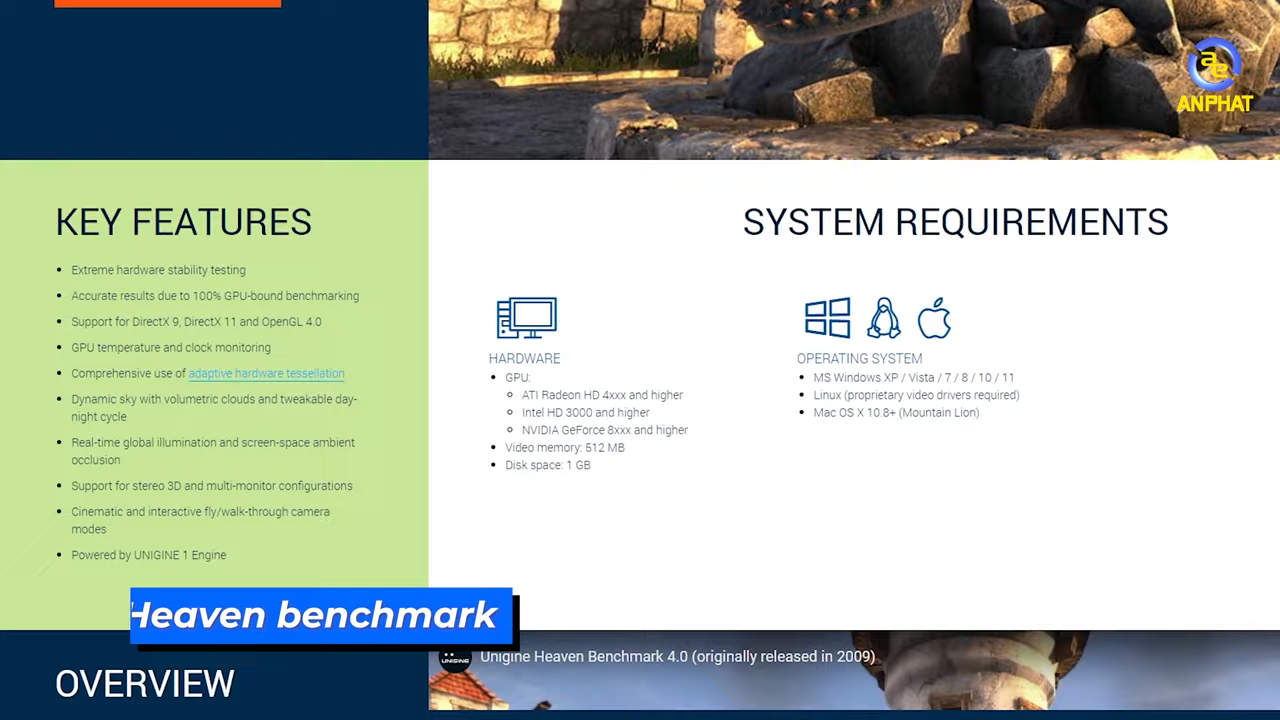 ae
ANPHAT
KEY FEATURES
Extreme hardware stability testing
Accurate results due to 100% GPU-bound benchmarking
Support for DirectX 9, DirectX 11 and OpenGL 4.0
GPU temperature and clock monitoring
Comprehensive use of adaptive hardware tessellation
Dynamic sky with volumetric clouds and tweakable day-
night cycle
Real-time global illumination and screen-space ambient
occlusion
Support for stereo 3D and multi-monitor configurations
Cinematic and interactive fly/walk-through camera
modes
Powered by UNIGINE 1 Engine
SYSTEM REQUIREMENTS
HARDWARE
GPU:
ATI Radeon HD 4xxx and higher
Intel HD 3000 and higher
NVIDIA GeForce 8xxx and higher
Video memory: 512 MB
Disk space: 1 GB
OPERATING SYSTEM
MS Windows XP / Vista / 7 / 8 / 10 / 11
Linux (proprietary video drivers required)
Mac OS X 10.8+ (Mountain Lion)
Heaven benchmark
UNIGINE
Unigine Heaven Benchmark 4.0 (originally released in 2009)
OVERVIEW